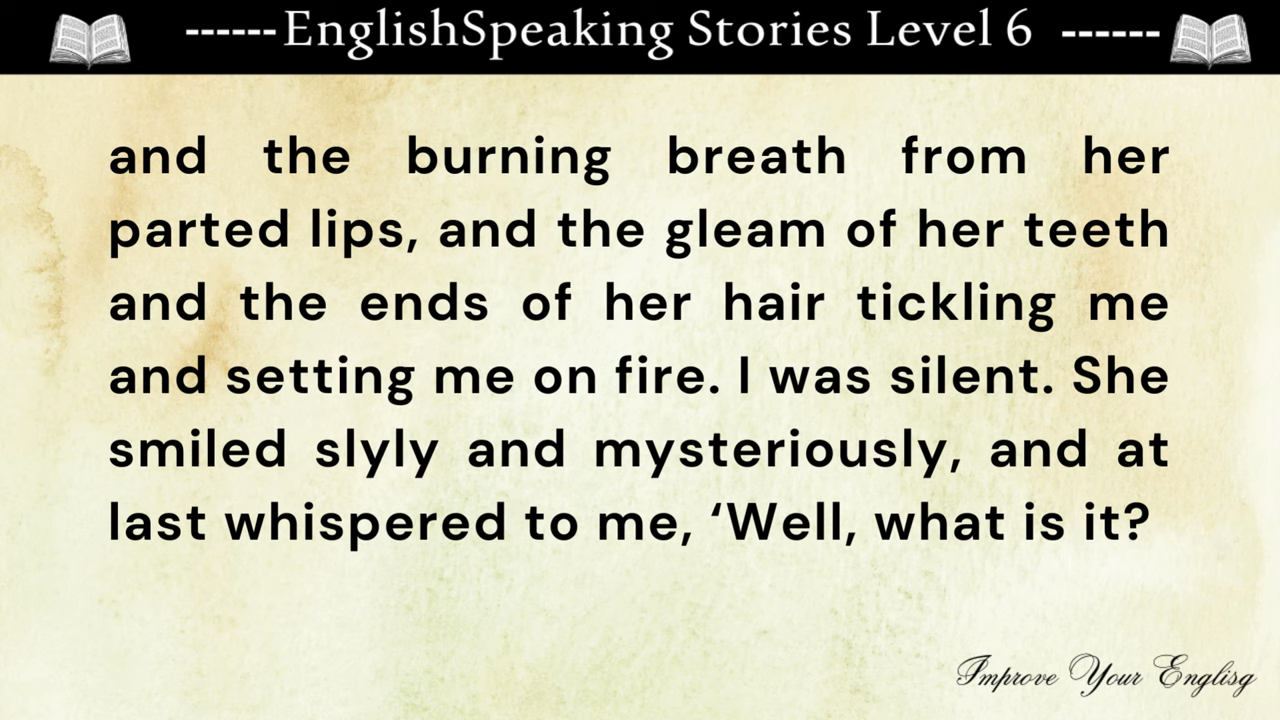 ------EnglishSpeaking Stories Level 6 ------
and the burning breath from her
parted lips, and the gleam of her teeth
and the ends of her hair tickling me
and setting me on fire. I was silent. She
smiled slyly and mysteriously, and at
last whispered to me, ‘Well, what is it?
Improve Your Englisg